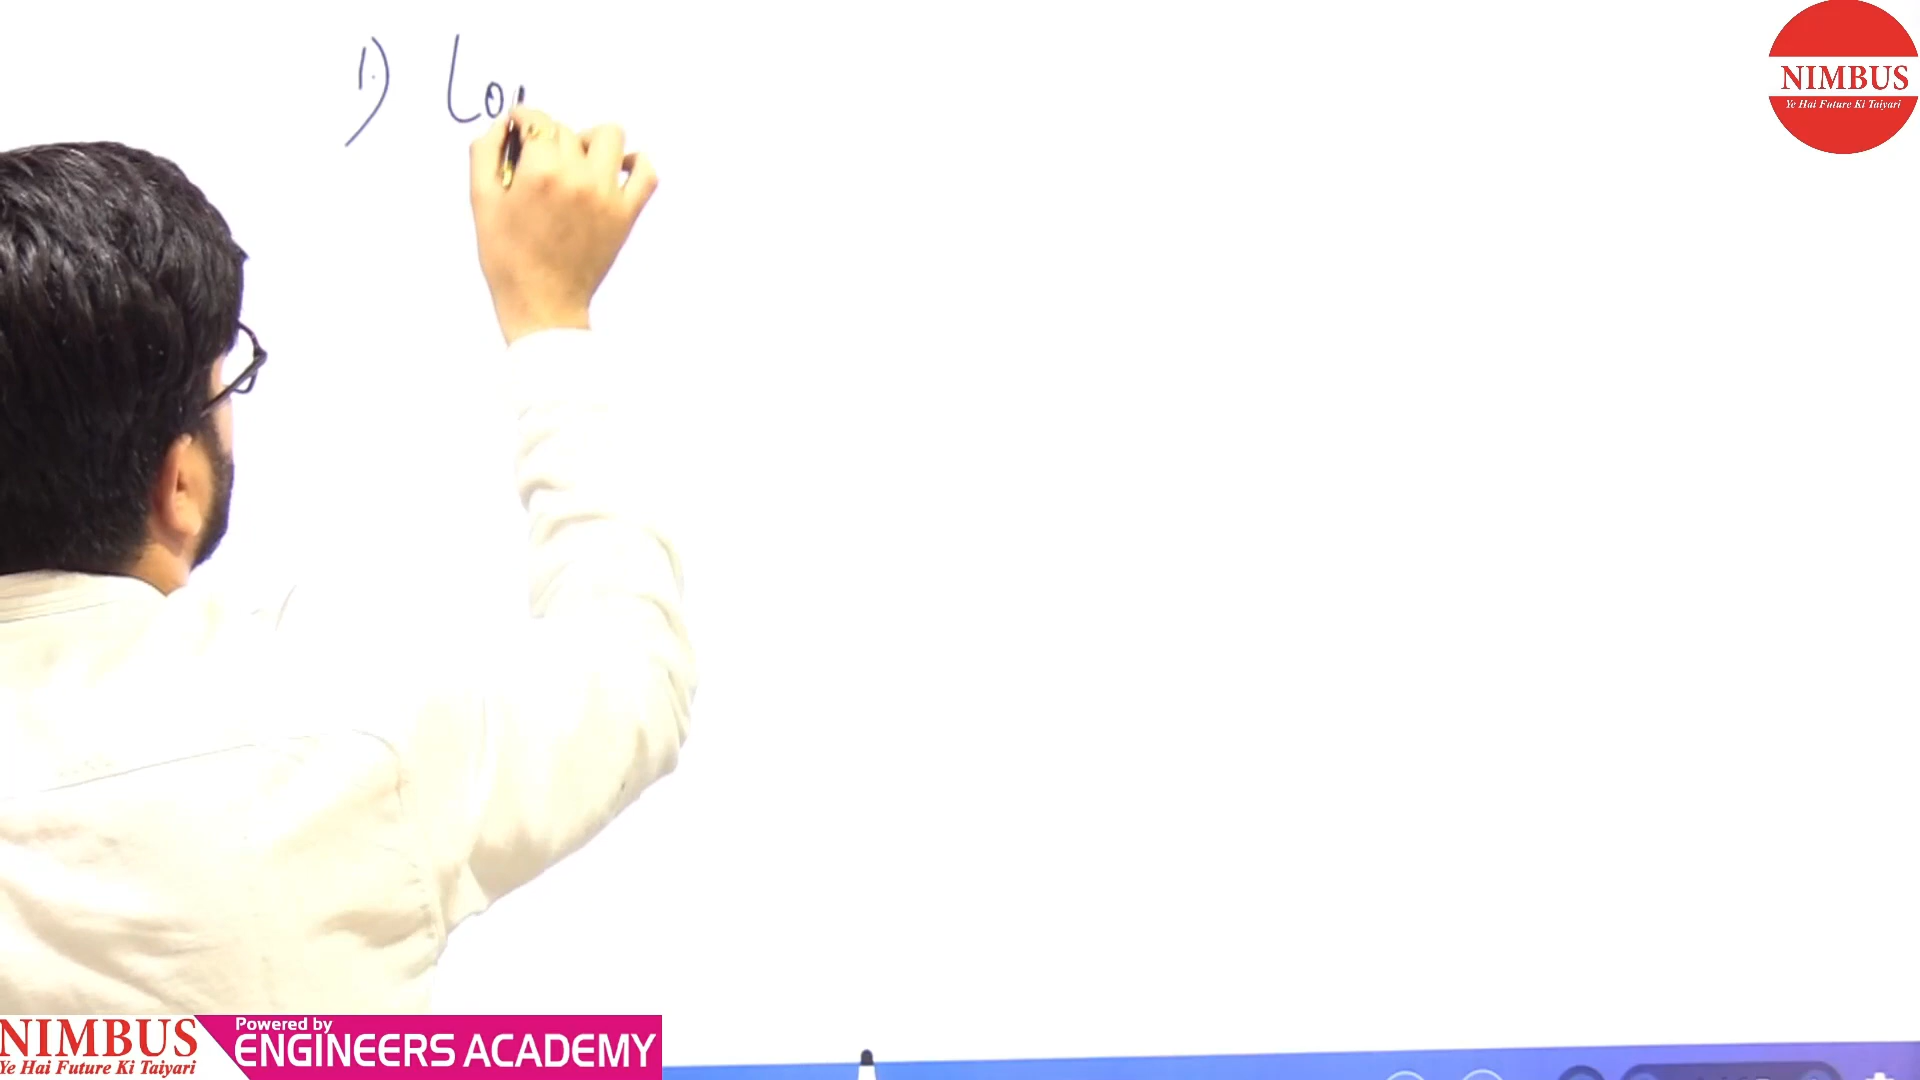 1) Lo
NIMBUS
Ye Hai Future Ki Taiyari
NIMBUS
Ye Hai Future Ki Taiyari
Powered by
ENGINEERS ACADEMY